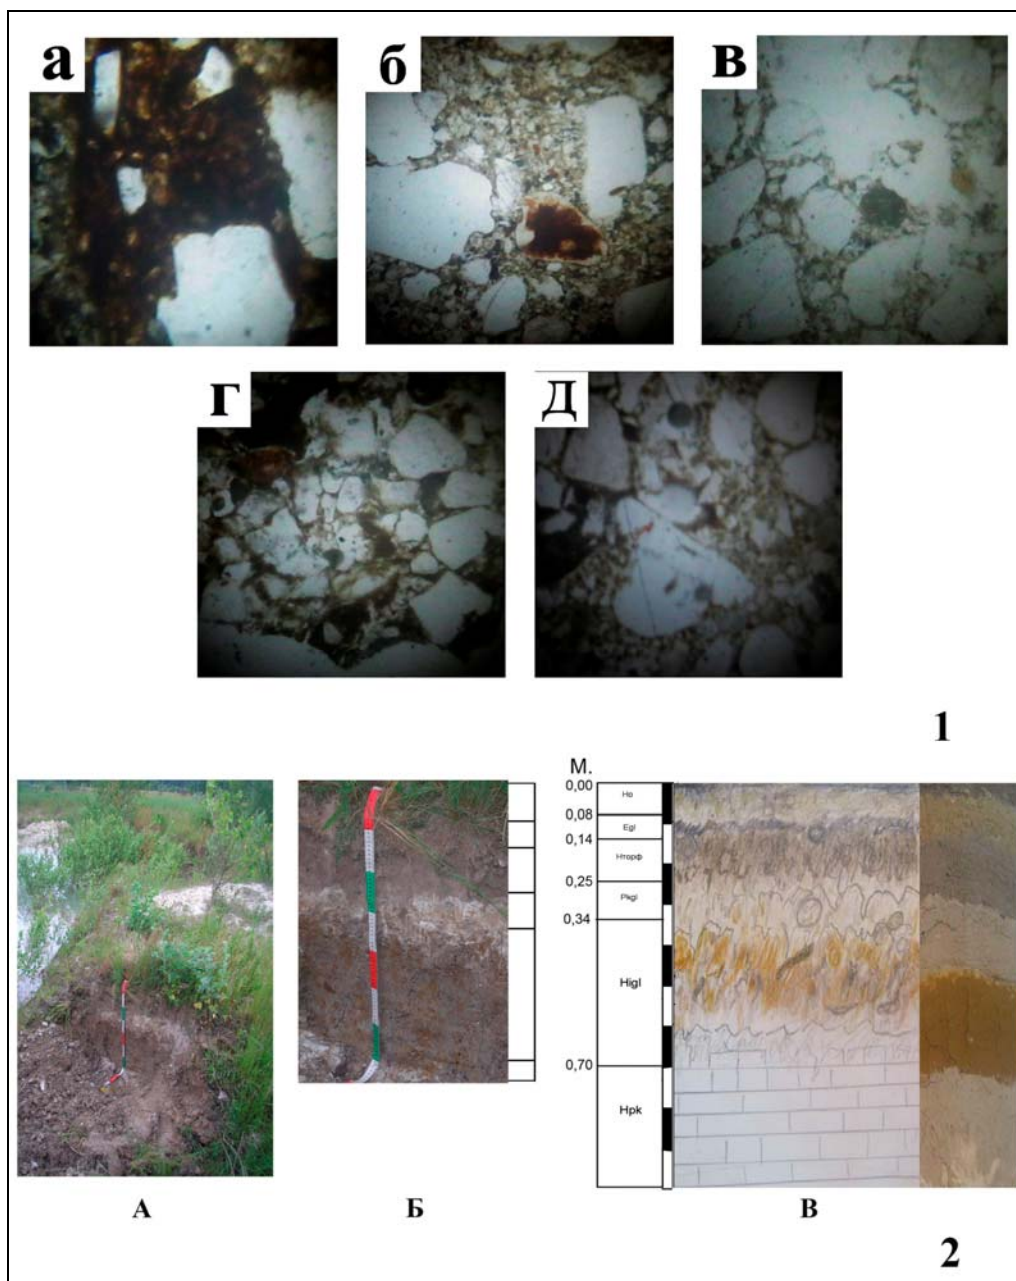 а
б
в
г
д
1
М.
0,00
Но
0,08
Egl
0,14
Нторф
0,25
Pkgl
0,34
Higl
0,70
Hpk
А
Б
В
2